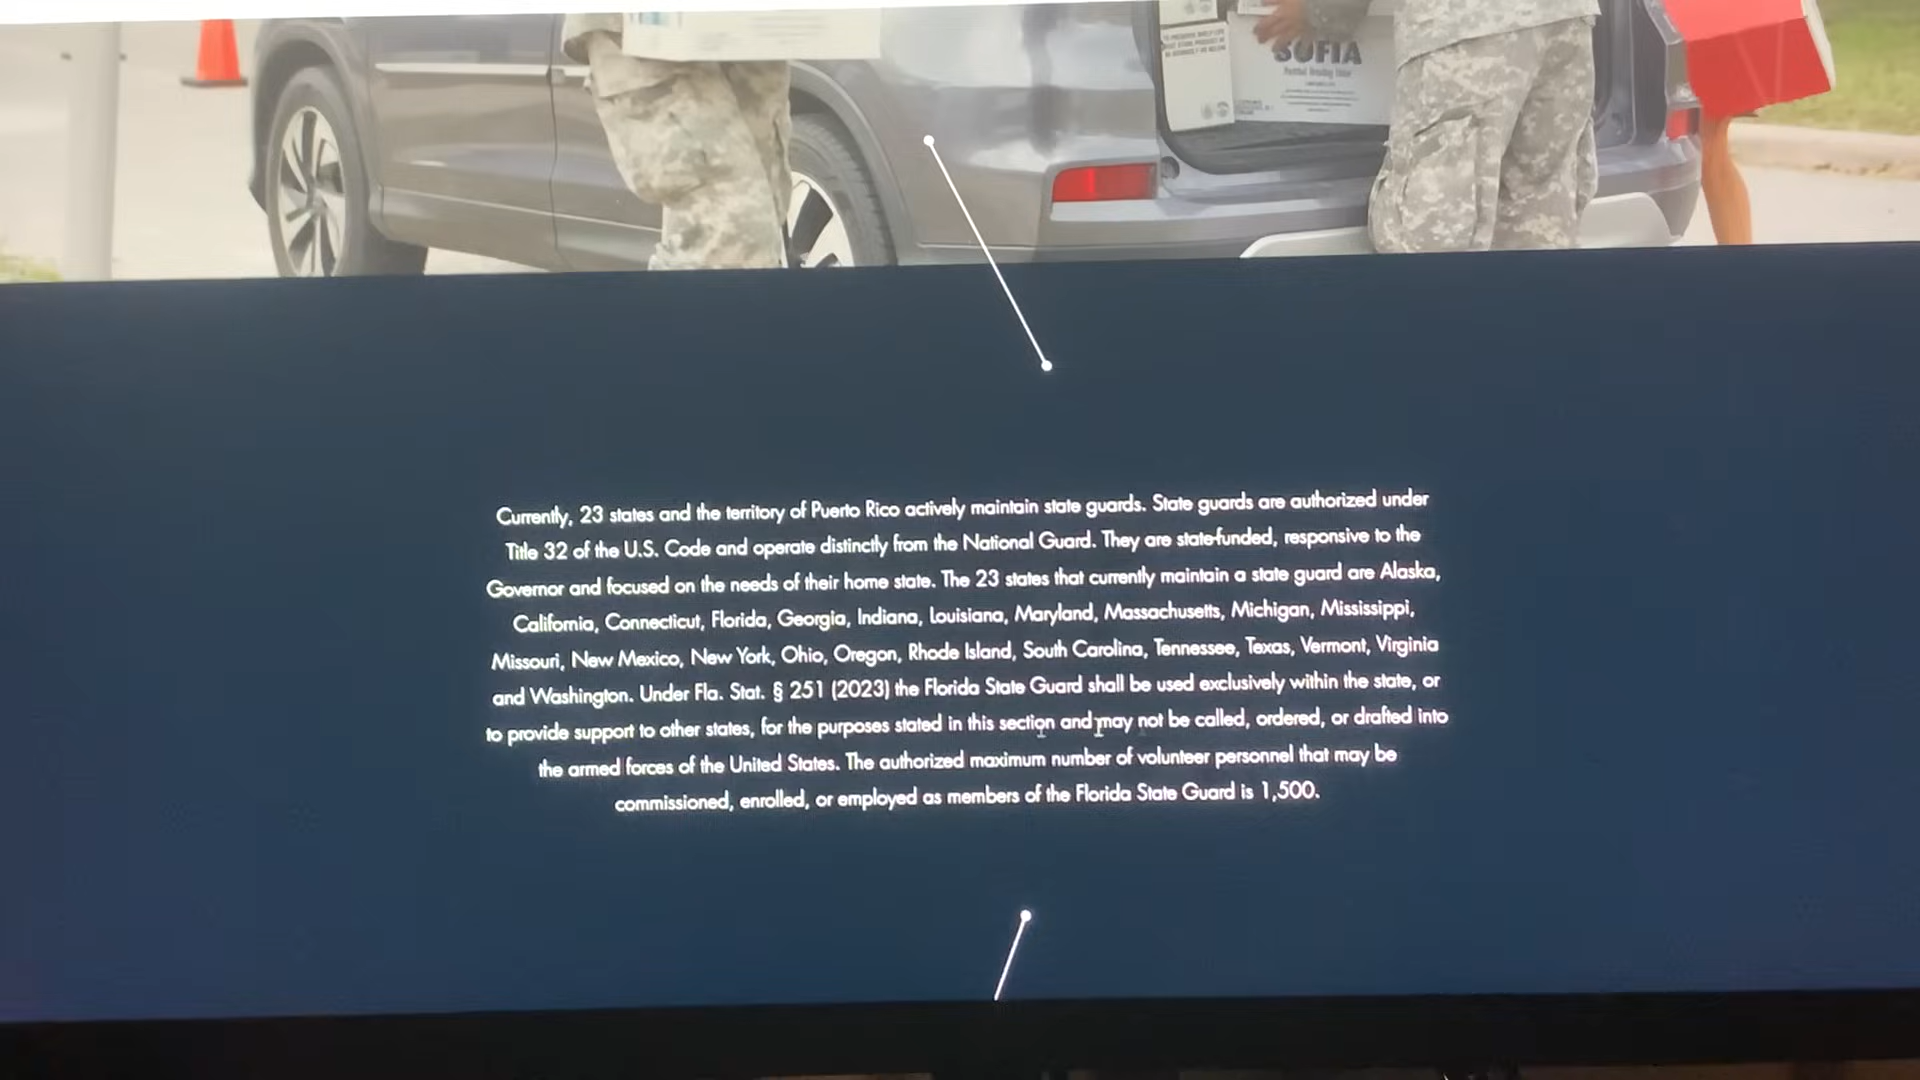 SOFIA
Currently, 23 states and the territory of Puerto Rico actively maintain state guards. State guards are authorized under
Title 32 of the U.S. Code and operate distinctly from the National Guard. They are state-funded, responsive to the
Governor and focused on the needs of their home state. The 23 states that currently maintain a state guard are Alaska,
California, Connecticut, Florida, Georgia, Indiana, Louisiana, Maryland, Massachusetts, Michigan, Mississippi,
Missouri, New Mexico, New York, Ohio, Oregon, Rhode Island, South Carolina, Tennessee, Texas, Vermont, Virginia
and Washington. Under Fla. Stat. § 251 (2023) the Florida State Guard shall be used exclusively within the state, or
to provide support to other states, for the purposes stated in this section and may not be called, ordered, or drafted into
the armed forces of the United States. The authorized maximum number of volunteer personnel that may be
commissioned, enrolled, or employed as members of the Florida State Guard is 1,500.